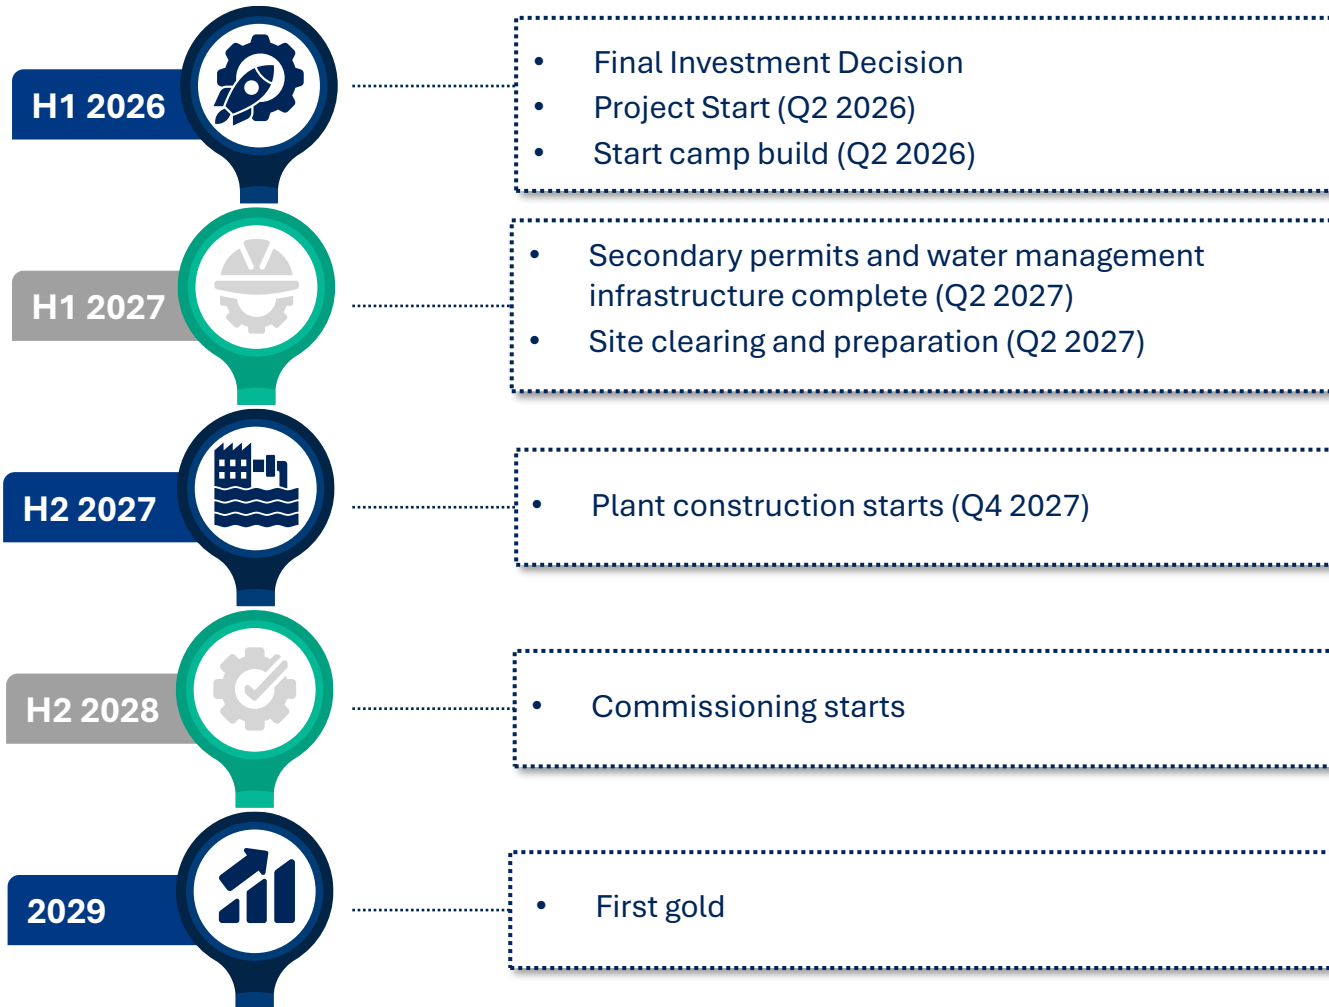 H1 2026
• Final Investment Decision
• Project Start (Q2 2026)
• Start camp build (Q2 2026)
H1 2027
• Secondary permits and water management
infrastructure complete (Q2 2027)
• Site clearing and preparation (Q2 2027)
H2 2027
• Plant construction starts (Q4 2027)
H2 2028
• Commissioning starts
2029
• First gold